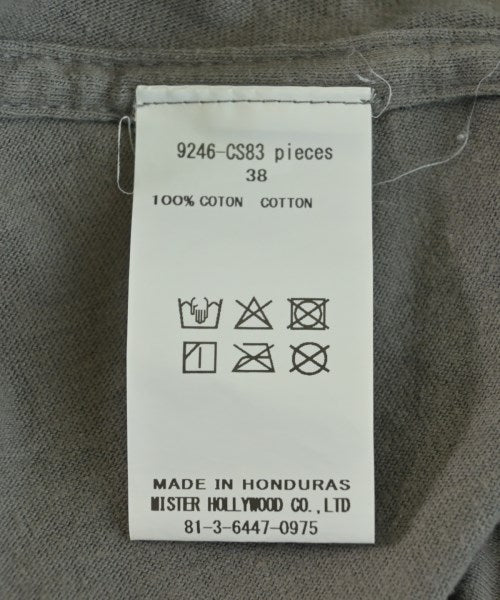 9246-CS83 pieces
38
100% COTON COTTON
MADE IN HONDURAS
MISTER HOLLYWOOD CO.,LTD
81-3-6447-0975